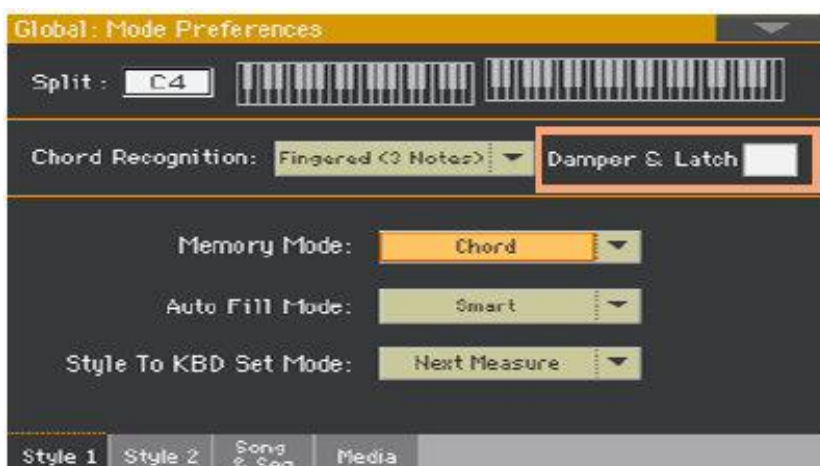 Global: Mode Preferences
Split : C4
Chord Recognition: Fingered (3 Notes) Damper & Latch
Memory Mode: Chord
Auto Fill Mode: Smart
Style To KBD Set Mode: Next Measure
Style 1 Style 2 Song & Seq Media